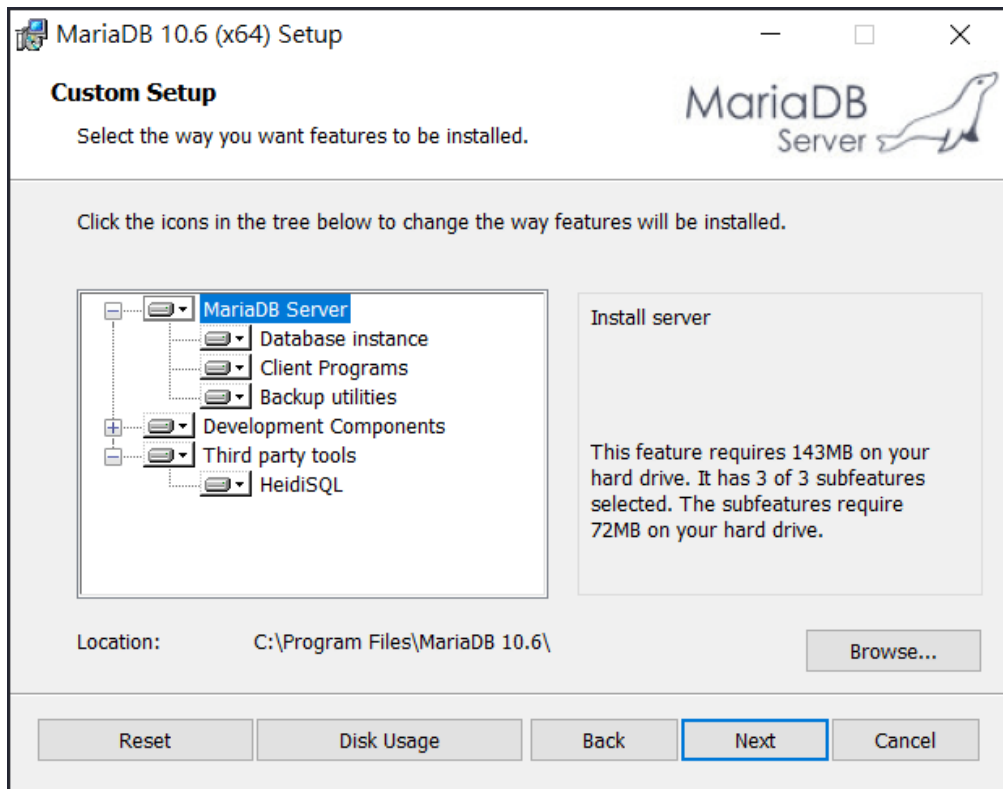 MariaDB 10.6 (x64) Setup
Custom Setup
Select the way you want features to be installed.
MariaDB
Server
Click the icons in the tree below to change the way features will be installed.
MariaDB Server
Database instance
Client Programs
Backup utilities
Development Components
Third party tools
HeidiSQL
Install server
This feature requires 143MB on your
hard drive. It has 3 of 3 subfeatures
selected. The subfeatures require
72MB on your hard drive.
Location: C:\Program Files\MariaDB 10.6\
Browse...
Reset Disk Usage Back Next Cancel